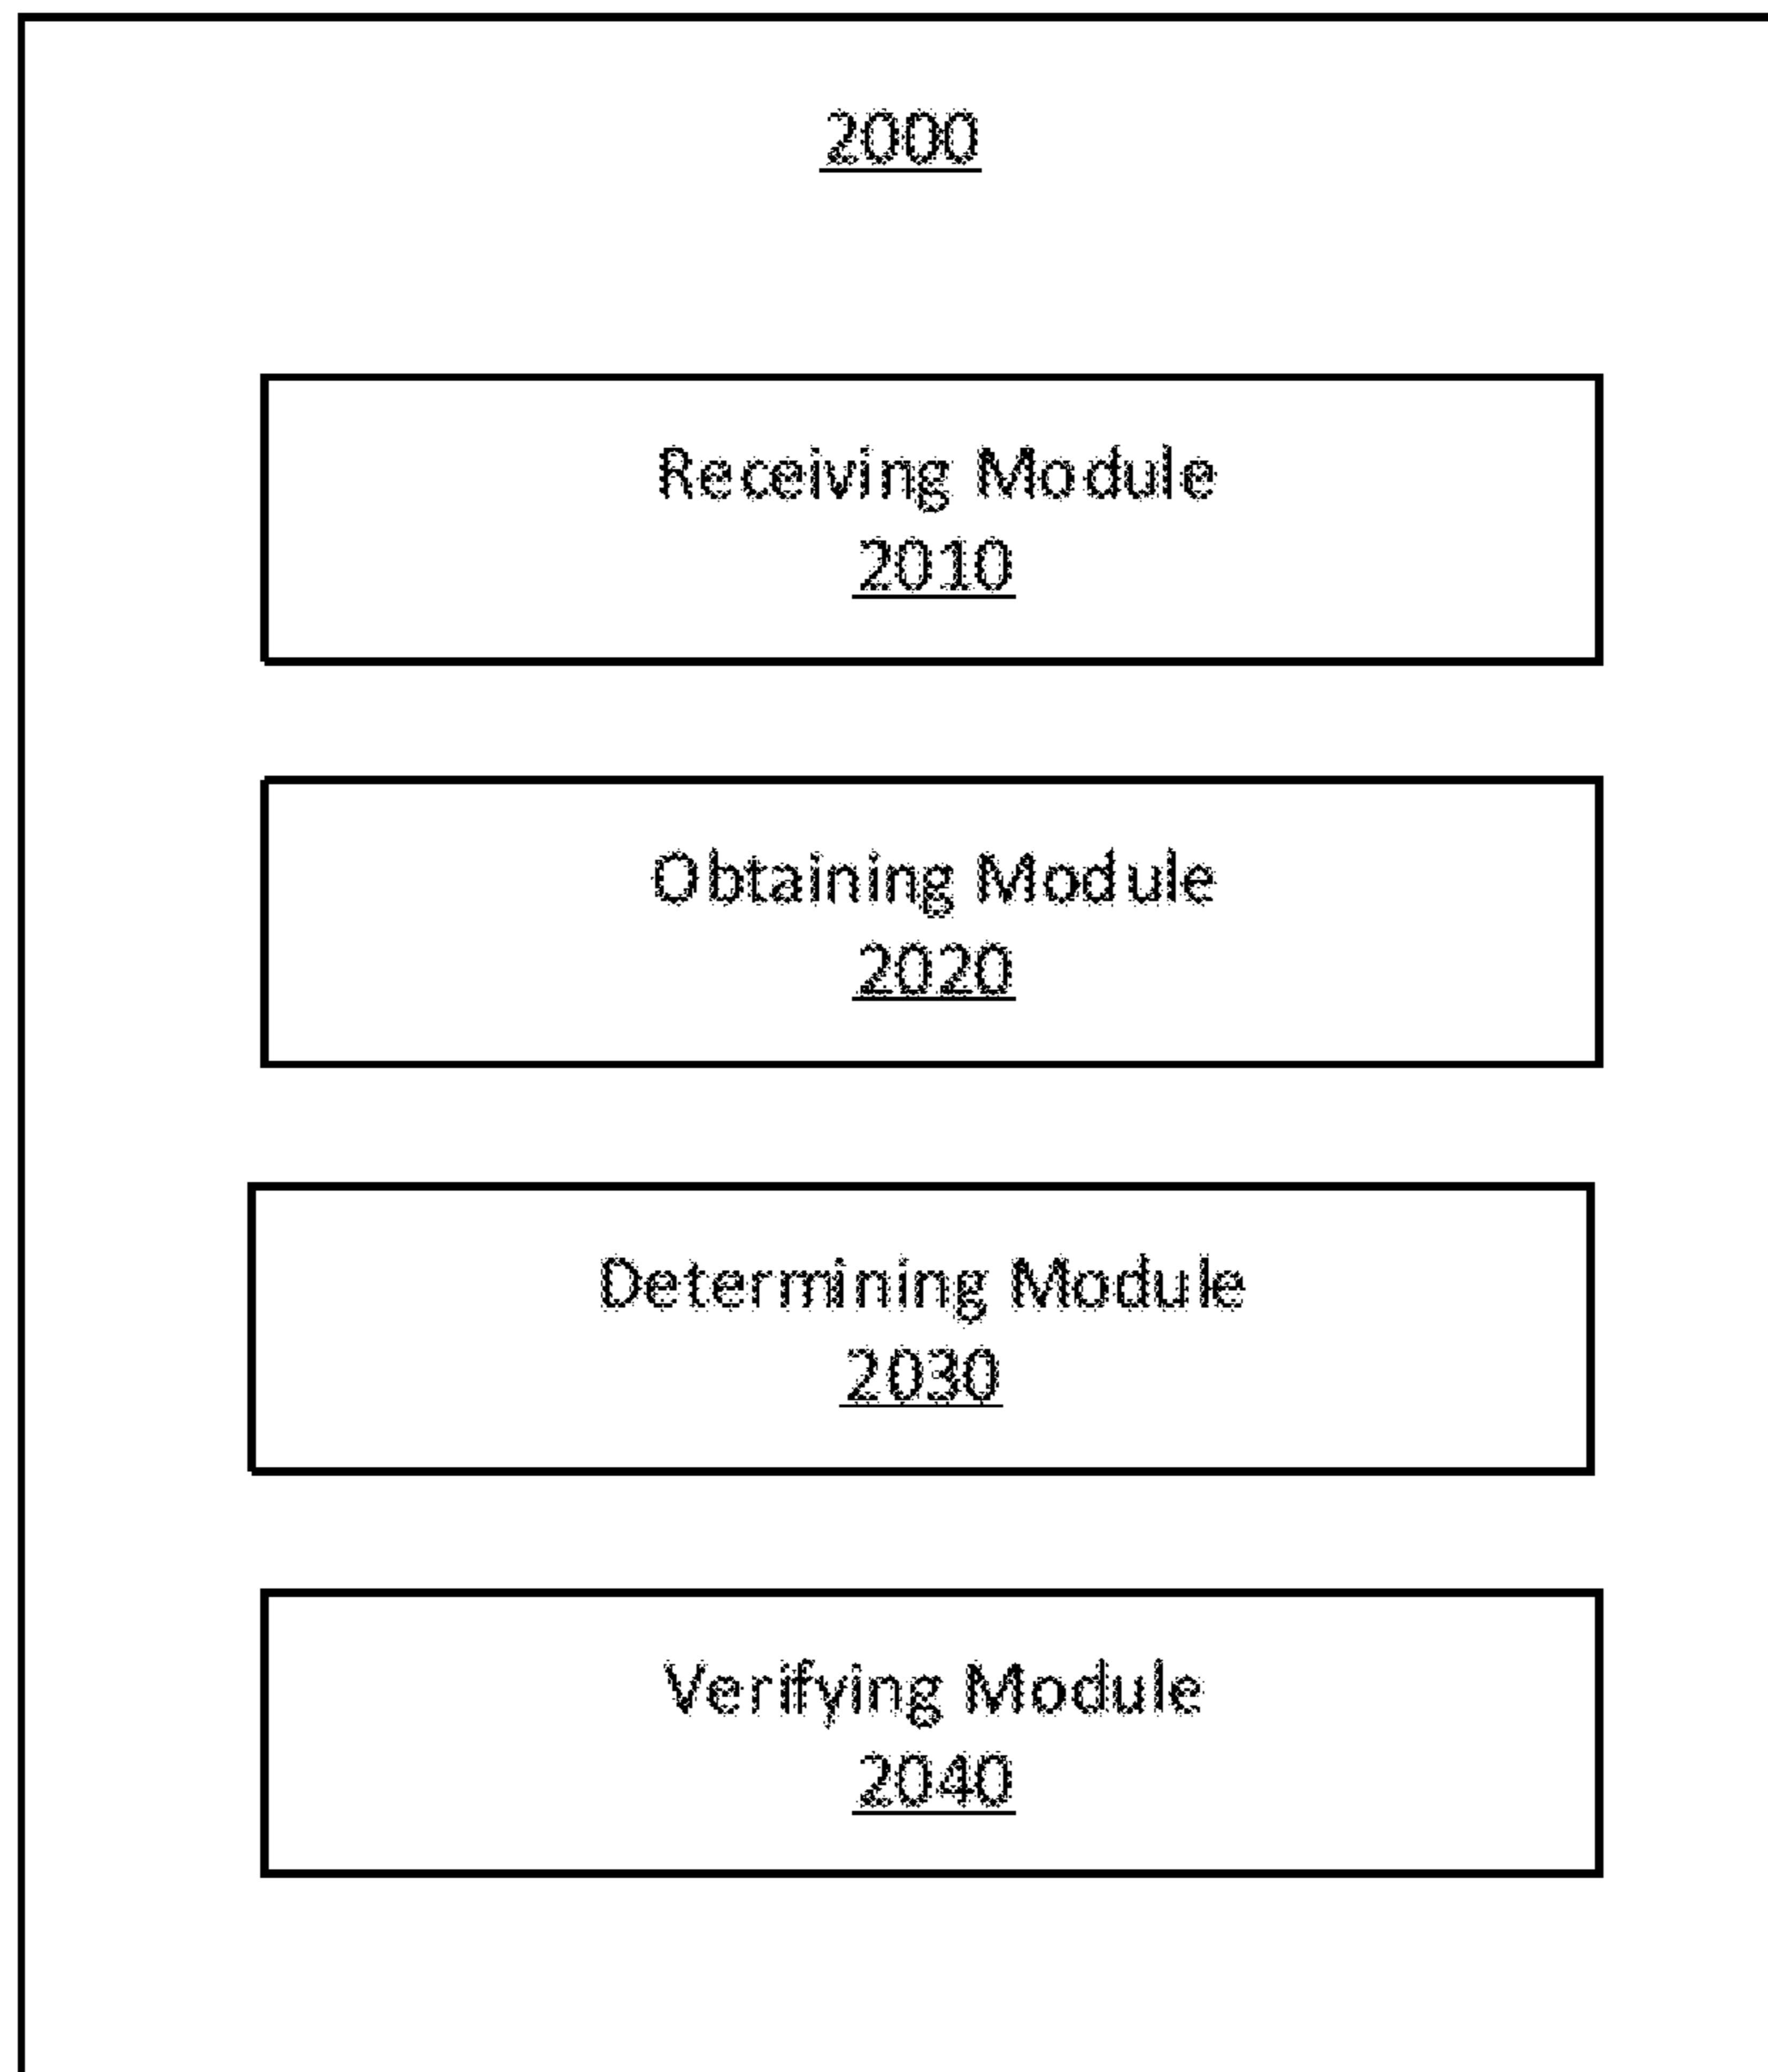 2000
Receiving Module
2010
Obtaining Module
2020
Determining Module
2030
Verifying Module
2040